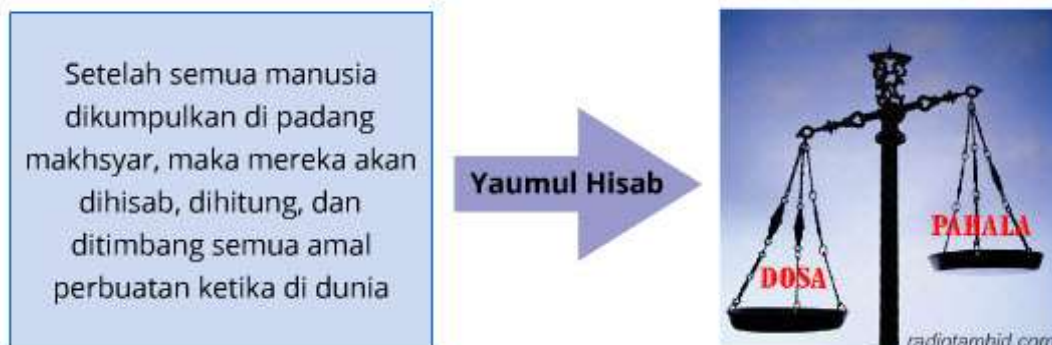 Setelah semua manusia
dikumpulkan di padang
makhsyar, maka mereka akan
dihisab, dihitung, dan
ditimbang semua amal
perbuatan ketika di dunia
Yaumul Hisab
PAHALA
DOSA
radiotambid.com